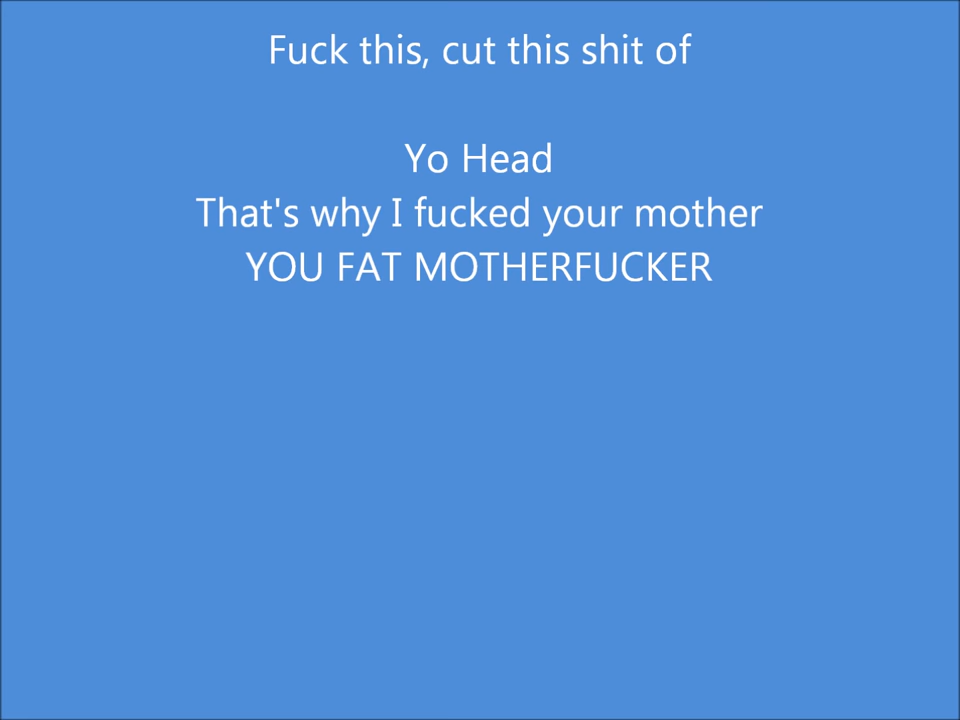 Fuck this, cut this shit of
Yo Head
That's why I fucked your mother
YOU FAT MOTHERFUCKER